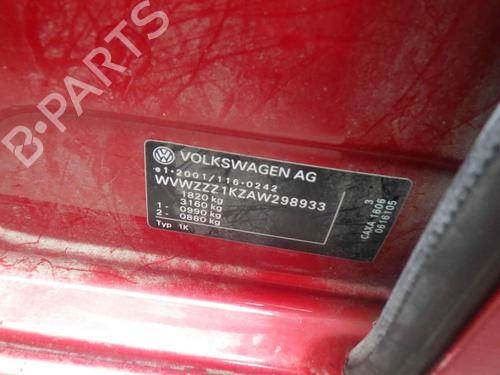 VOLKSWAGEN AG
e1*2001/116*0242
WVWZZZ1KZAW298933
1820 kg
3160 kg
1 - 0990 kg
2 - 0880 kg
Typ 1K
3
CAXA 1606
0616105
B-PARTS